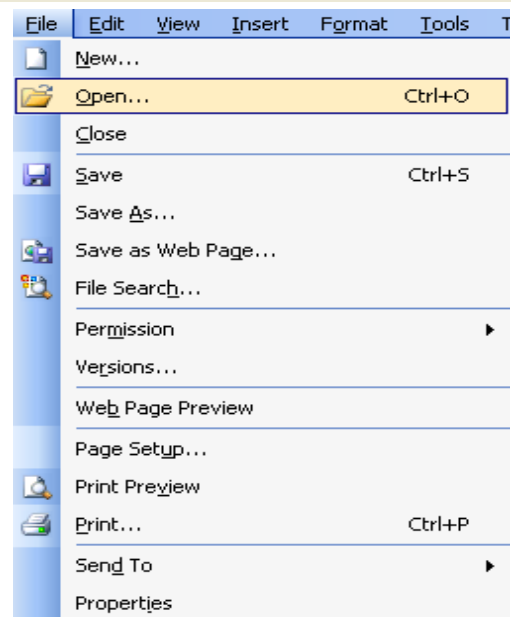 File Edit View Insert Format Tools T
New...
Open... Ctrl+O
Close
Save Ctrl+S
Save As...
Save as Web Page...
File Search...
Permission
Versions...
Web Page Preview
Page Setup...
Print Preview
Print... Ctrl+P
Send To
Properties